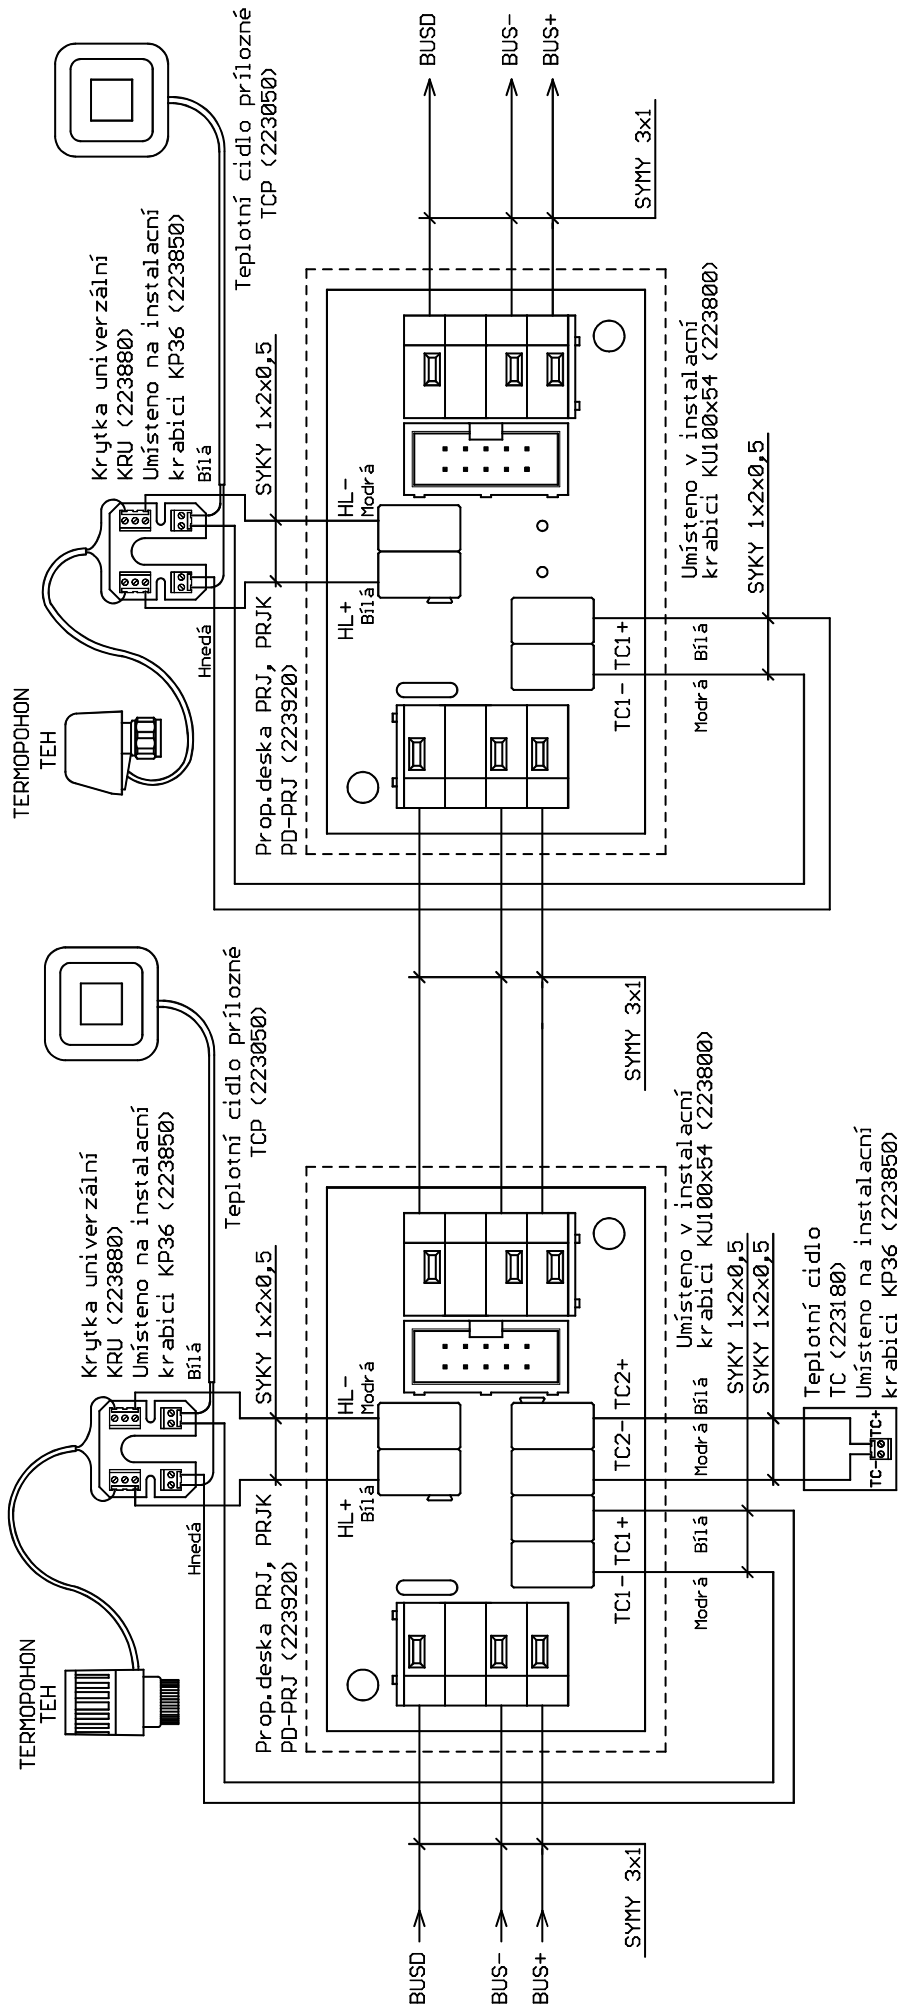 TERMOPOHON
TEH
Krytka univerzální
KRU (223880)
Umísteno na instalacní
krabici KP36 (223850)
Hnedá
Bílá
Teplotní cidlo prílozné
TCP (223050)
SYKY 1x2x0,5
Prop.deska PRJ, PRJK
PD-PRJ (223920)
HL+
Bílá
HL-
Modrá
BUSD
BUS-
BUS+
SYMY 3x1
TC1-
TC1+
TC2-
TC2+
Modrá
Bílá
Modrá
Bílá
Umísteno v instalacní
krabici KU100x54 (223800)
SYKY 1x2x0,5
SYKY 1x2x0,5
TC-
TC+
Teplotní cidlo
TC (223180)
Umísteno na instalacní
krabici KP36 (223850)
SYMY 3x1
TERMOPOHON
TEH
Krytka univerzální
KRU (223880)
Umísteno na instalacní
krabici KP36 (223850)
Hnedá
Bílá
Teplotní cidlo prílozné
TCP (223050)
SYKY 1x2x0,5
Prop.deska PRJ, PRJK
PD-PRJ (223920)
HL+
Bílá
HL-
Modrá
TC1-
TC1+
Modrá
Bílá
Umísteno v instalacní
krabici KU100x54 (223800)
SYKY 1x2x0,5
BUSD
BUS-
BUS+
SYMY 3x1